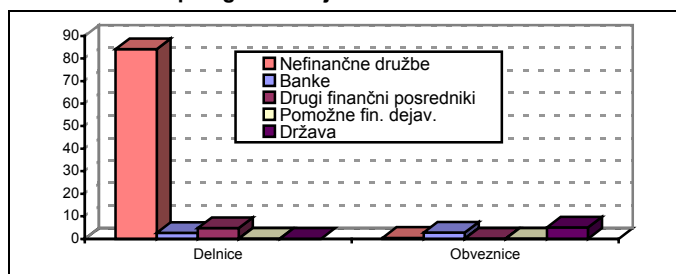 90
80
70
60
50
40
30
20
10
0
Nefinančne družbe
Banke
Drugi finančni posredniki
Pomožne fin. dejav.
Država
Delnice
Obveznice